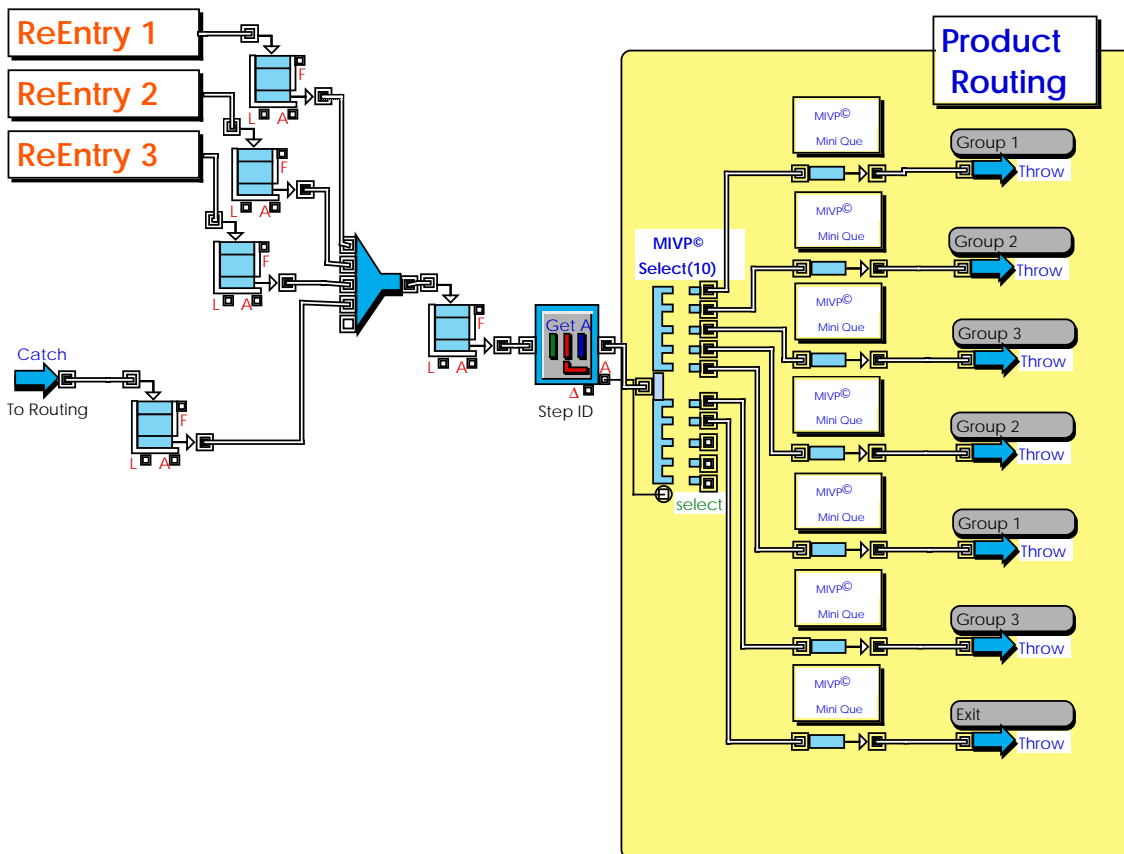 ReEntry 1
ReEntry 2
ReEntry 3
F
L A
F
L A
F
L A
Catch
To Routing
F
L A
F
L A
Get A
A
Δ
Step ID
Product
Routing
MIVP©
Select(10)
select
MIVP©
Mini Que
Group 1
Throw
MIVP©
Mini Que
Group 2
Throw
MIVP©
Mini Que
Group 3
Throw
MIVP©
Mini Que
Group 2
Throw
MIVP©
Mini Que
Group 1
Throw
MIVP©
Mini Que
Group 3
Throw
MIVP©
Mini Que
Exit
Throw